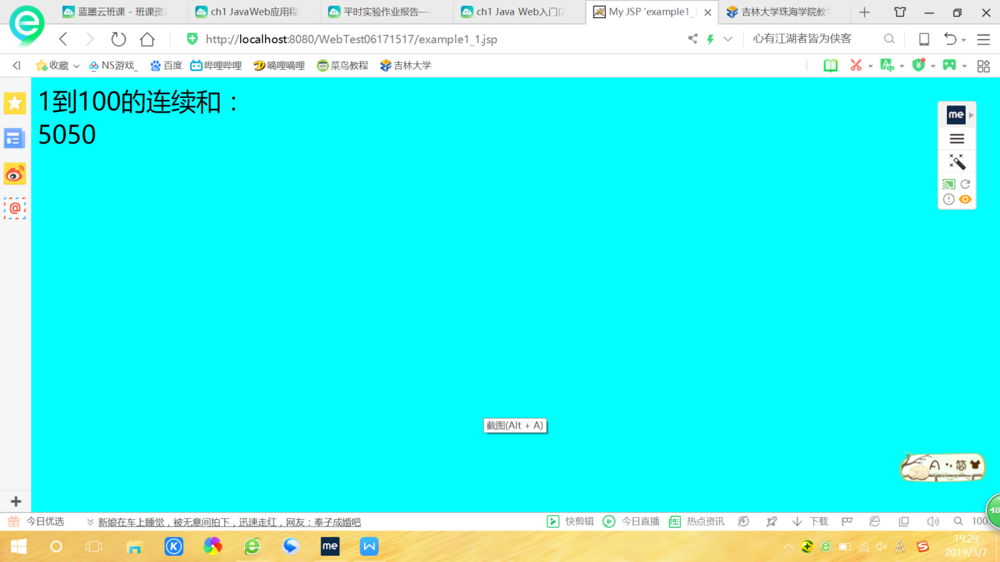 蓝墨云班课 - 班课资
ch1 JavaWeb应用程
平时实验作业报告——
ch1 Java Web入门(2
My JSP 'example1_1
吉林大学珠海学院教学
http://localhost:8080/WebTest06171517/example1_1.jsp
心有江湖者皆为侠客
收藏
NS游戏_
百度
哔哩哔哩
嘀哩嘀哩
菜鸟教程
吉林大学
1到100的连续和：
5050
me
截图(Alt + A)
简
48
今日优选
新娘在车上睡觉，被无意间拍下，迅速走红，网友：奉子成婚吧
快剪辑
今日直播
热点资讯
下载
100
me
19:29
2019/3/7